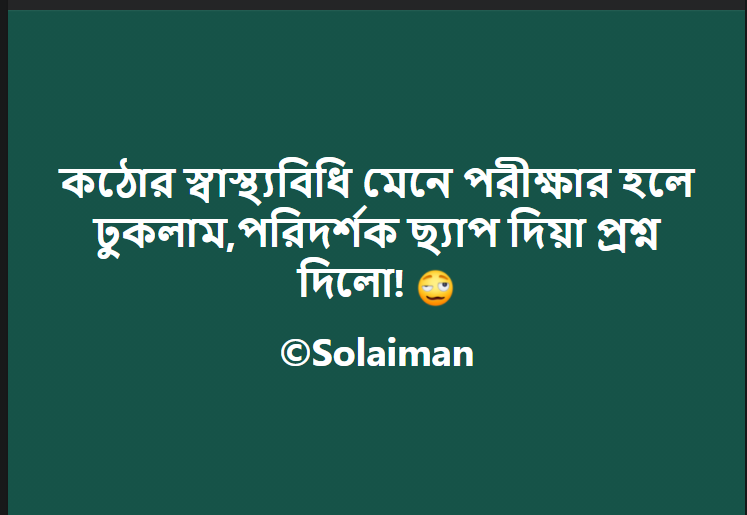 কঠোর স্বাস্থ্যবিধি মেনে পরীক্ষার হলে
ঢুকলাম,পরিদর্শক ছ্যাপ দিয়া প্রশ্ন
দিলো! 🥴
©Solaiman